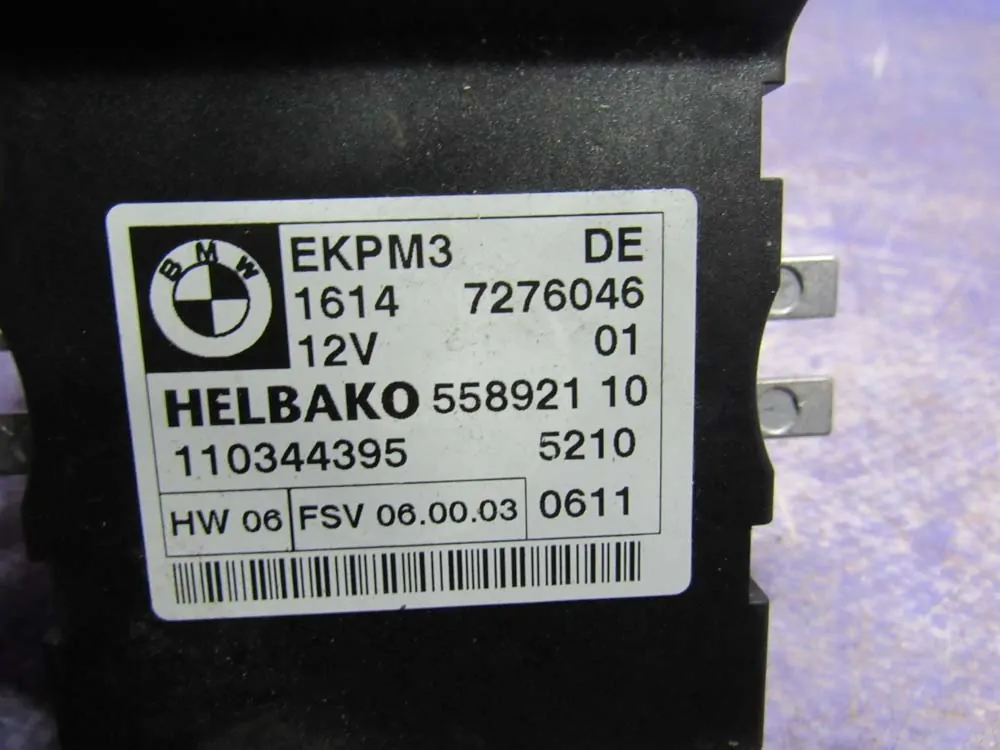 BMW
EKPM3 DE
1614 7276046
12V 01
HELBAKO 558921 10
110344395 5210
HW 06 FSV 06.00.03 0611